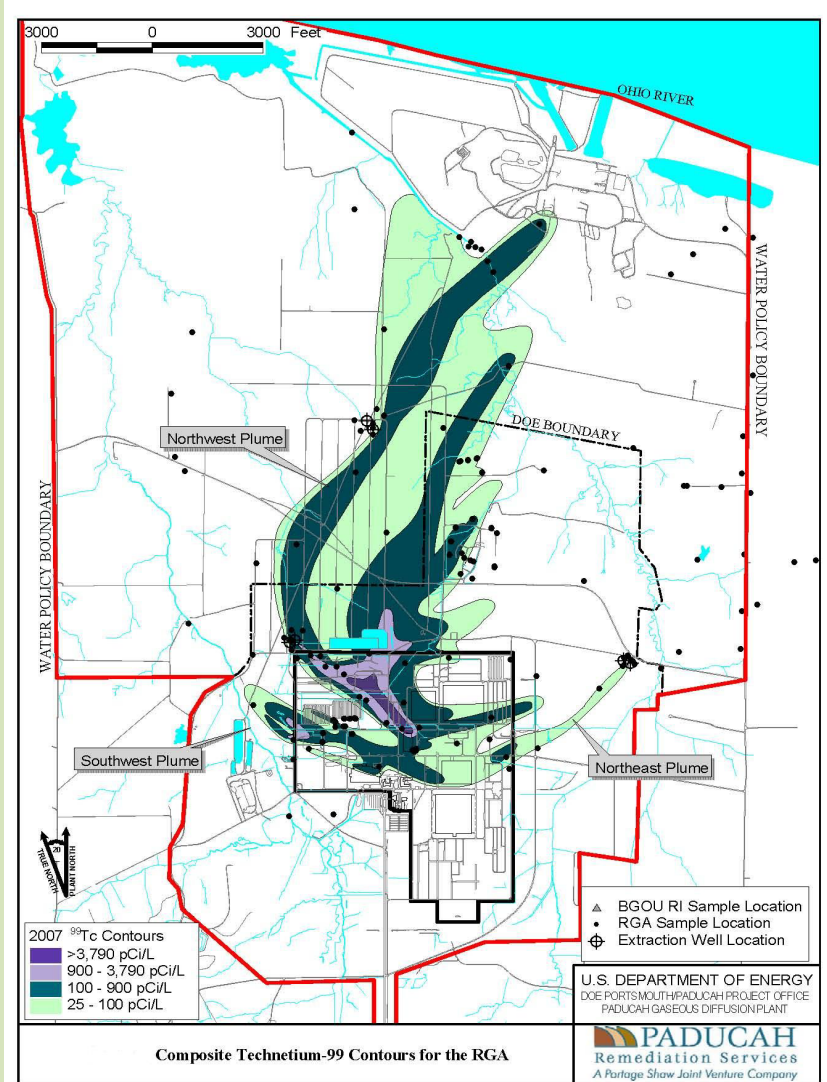 3000 0 3000 Feet
OHIO RIVER
WATER POLICY BOUNDARY
DOE BOUNDARY
Northwest Plume
WATER POLICY BOUNDARY
Southwest Plume
Northeast Plume
TRUE NORTH
20
PLANT NORTH
BGOU RI Sample Location
RGA Sample Location
Extraction Well Location
2007 ⁹⁹Tc Contours
>3,790 pCi/L
900 - 3,790 pCi/L
100 - 900 pCi/L
25 - 100 pCi/L
U.S. DEPARTMENT OF ENERGY
DOE PORTSMOUTH/PADUCAH PROJECT OFFICE
PADUCAH GASEOUS DIFFUSION PLANT
Composite Technetium-99 Contours for the RGA
PADUCAH
Remediation Services
A Portage Shaw Joint Venture Company